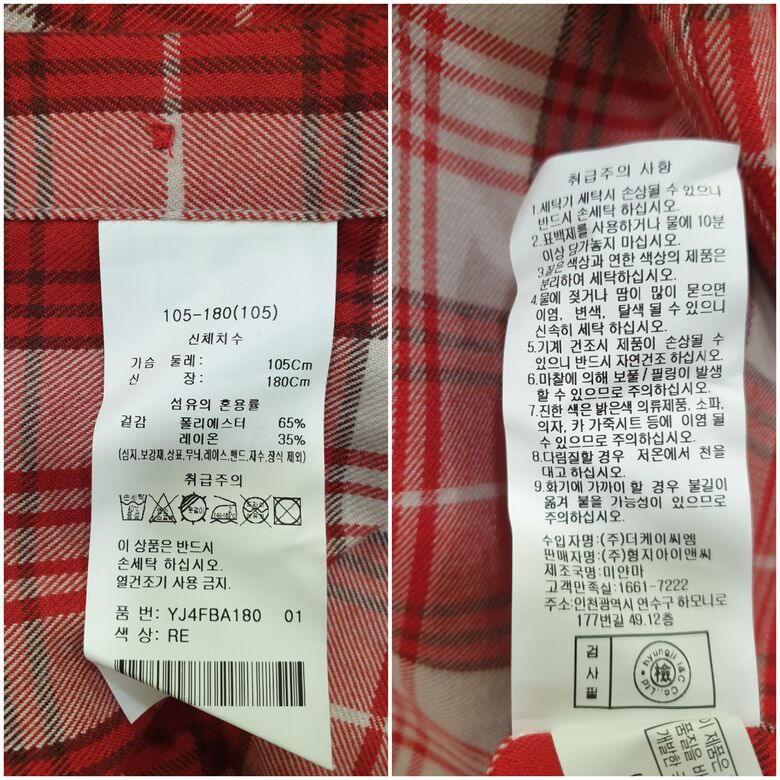 105-180(105)
신체치수
가슴 둘레: 105Cm
신 장: 180Cm
섬유의 혼용률
겉감 폴리에스터 65%
레이온 35%
(심지,보강재,상표,무늬,레이스,밴드,자수,장식 제외)
취급주의
이 상품은 반드시
손세탁 하십시오.
열건조기 사용 금지.
품 번: YJ4FBA180 01
색 상: RE
취급주의 사항
1.세탁기 세탁시 손상될 수 있으니
반드시 손세탁 하십시오.
2.표백제를 사용하거나 물에 10분
이상 담가놓지 마십시오.
3.짙은 색상과 연한 색상의 제품은
분리하여 세탁하십시오.
4.물에 젖거나 땀이 많이 묻으면
이염, 변색, 탈색 될 수 있으니
신속히 세탁 하십시오.
5.기계 건조시 제품이 손상될 수
있으니 반드시 자연건조 하십시오.
6.마찰에 의해 보풀/필링이 발생
할 수 있으므로 주의하십시오.
7.진한 색은 밝은색 의류제품, 소파,
의자, 카 가죽시트 등에 이염 될
수 있으므로 주의하십시오.
8.다림질할 경우 저온에서 천을
대고 하십시오.
9.화기에 가까이 할 경우 불길이
옮겨 붙을 가능성이 있으므로
주의하십시오.
수입자명:(주)더케이씨엠
판매자명:(주)형지아이앤씨
제조국명:미얀마
고객만족실:1661-7222
주소:인천광역시 연수구 하모니로
177번길 49,12층
검사필
hyungji I&C Co.,Ltd
檢
이 제품은
품질을
개발한